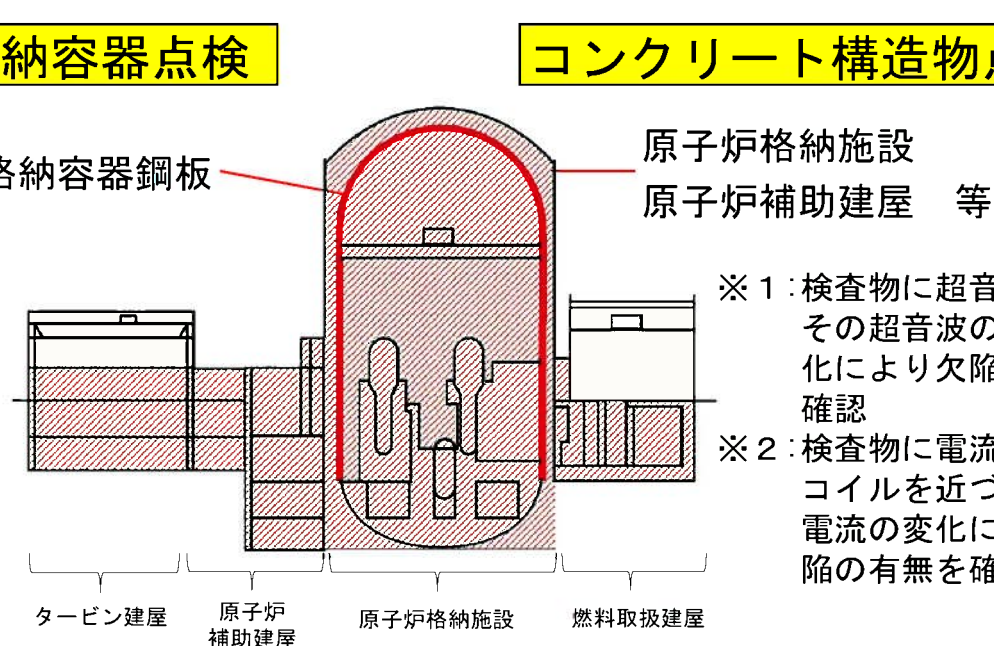 納容器点検
コンクリート構造物点
格納容器鋼板
原子炉格納施設
原子炉補助建屋　等
※１:検査物に超音
その超音波の
化により欠陥
確認
※２:検査物に電流
コイルを近づ
電流の変化に
陥の有無を確
タービン建屋
原子炉
補助建屋
原子炉格納施設
燃料取扱建屋